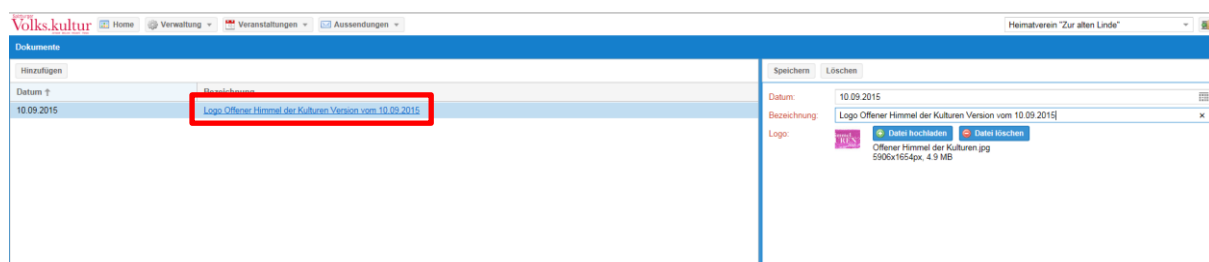 Volks.kultur Home Verwaltung Veranstaltungen Aussendungen Heimatverein "Zur alten Linde"
Dokumente
Hinzufügen
Datum Bezeichnung
10.09.2015 Logo Offener Himmel der Kulturen Version vom 10.09.2015
Speichern Löschen
Datum: 10.09.2015
Bezeichnung: Logo Offener Himmel der Kulturen Version vom 10.09.2015
Logo: Datei hochladen Datei löschen
Offener Himmel der Kulturen.jpg
5906x1654px, 4.9 MB